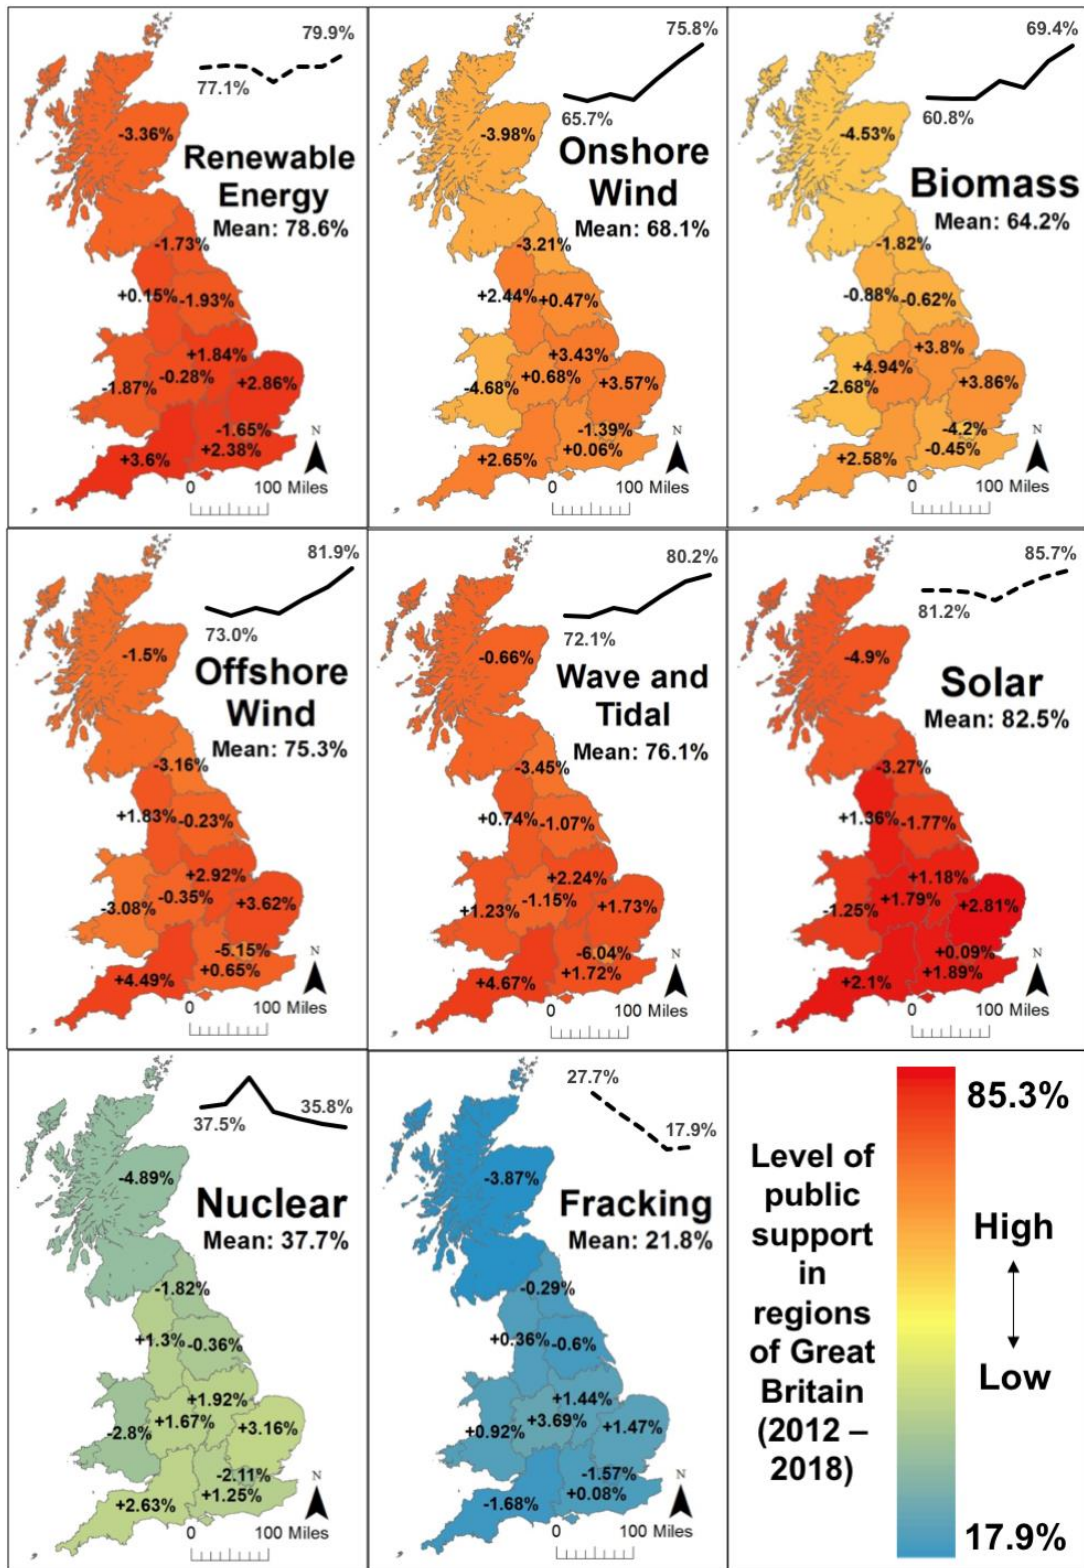 79.9%
77.1%
-3.36%
Renewable
Energy
Mean: 78.6%
-1.73%
+0.15%
-1.93%
+1.84%
-0.28%
-1.87%
+2.86%
-1.65%
+2.38%
+3.6%
N
0 100 Miles
75.8%
65.7%
-3.98%
Onshore
Wind
Mean: 68.1%
-3.21%
+2.44%
+0.47%
+3.43%
+0.68%
-4.68%
+3.57%
-1.39%
+0.06%
+2.65%
N
0 100 Miles
69.4%
60.8%
-4.53%
Biomass
Mean: 64.2%
-1.82%
-0.88%
-0.62%
+3.8%
+4.94%
-2.68%
+3.86%
-4.2%
-0.45%
+2.58%
N
0 100 Miles
81.9%
73.0%
-1.5%
Offshore
Wind
Mean: 75.3%
-3.16%
+1.83%
-0.23%
+2.92%
-0.35%
-3.08%
+3.62%
-5.15%
+0.65%
+4.49%
N
0 100 Miles
80.2%
72.1%
-0.66%
Wave and
Tidal
Mean: 76.1%
-3.45%
+0.74%
-1.07%
+2.24%
-1.15%
+1.23%
+1.73%
-6.04%
+1.72%
+4.67%
N
0 100 Miles
85.7%
81.2%
-4.9%
Solar
Mean: 82.5%
-3.27%
+1.36%
-1.77%
+1.18%
+1.79%
-1.25%
+2.81%
+0.09%
+1.89%
+2.1%
N
0 100 Miles
35.8%
37.5%
-4.89%
Nuclear
Mean: 37.7%
-1.82%
+1.3%
-0.36%
+1.92%
+1.67%
-2.8%
+3.16%
-2.11%
+1.25%
+2.63%
N
0 100 Miles
27.7%
17.9%
-3.87%
Fracking
Mean: 21.8%
-0.29%
+0.36%
-0.6%
+1.44%
+3.69%
+0.92%
+1.47%
-1.57%
+0.08%
-1.68%
N
0 100 Miles
Level of
public
support
in
regions
of Great
Britain
(2012 –
2018)
85.3%
High
Low
17.9%